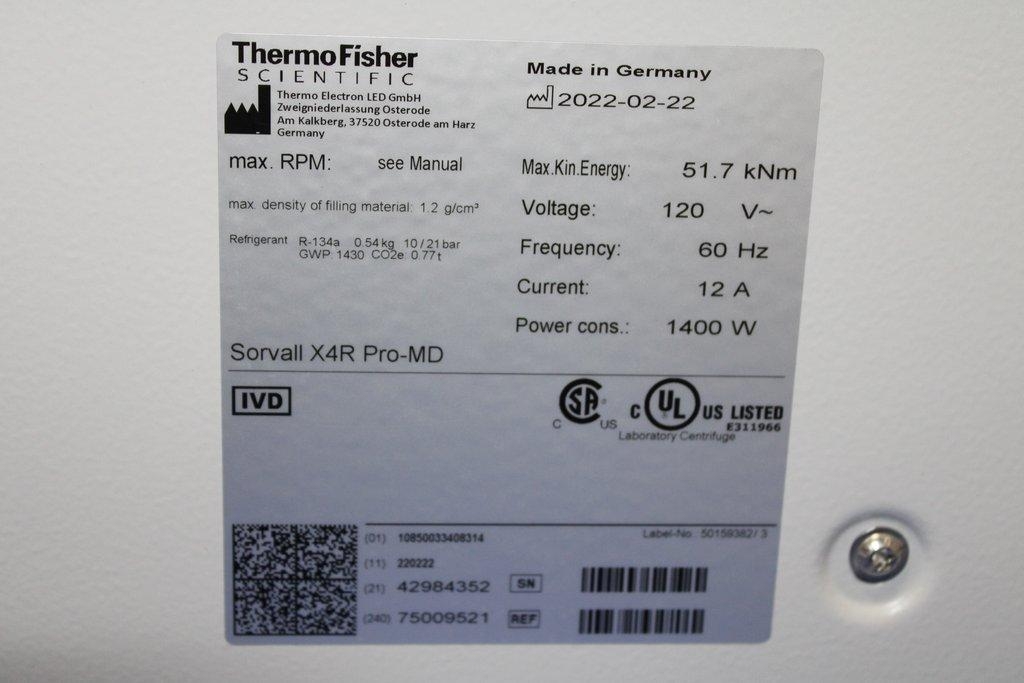 ThermoFisher
SCIENTIFIC
Thermo Electron LED GmbH
Zweigniederlassung Osterode
Am Kalkberg, 37520 Osterode am Harz
Germany
Made in Germany
2022-02-22
max. RPM: see Manual
max. density of filling material: 1.2 g/cm³
Refrigerant R-134a 0.54kg 10/21bar
GWP: 1430 CO2e: 0.77t
Max.Kin.Energy: 51.7 kNm
Voltage: 120 V~
Frequency: 60 Hz
Current: 12 A
Power cons.: 1400 W
Sorvall X4R Pro-MD
IVD
C SA US
C UL US LISTED
E311966
Laboratory Centrifuge
Label-No.: 50159382/ 3
(01) 10850033408314
(11) 220222
(21) 42984352 SN
(240) 75009521 REF